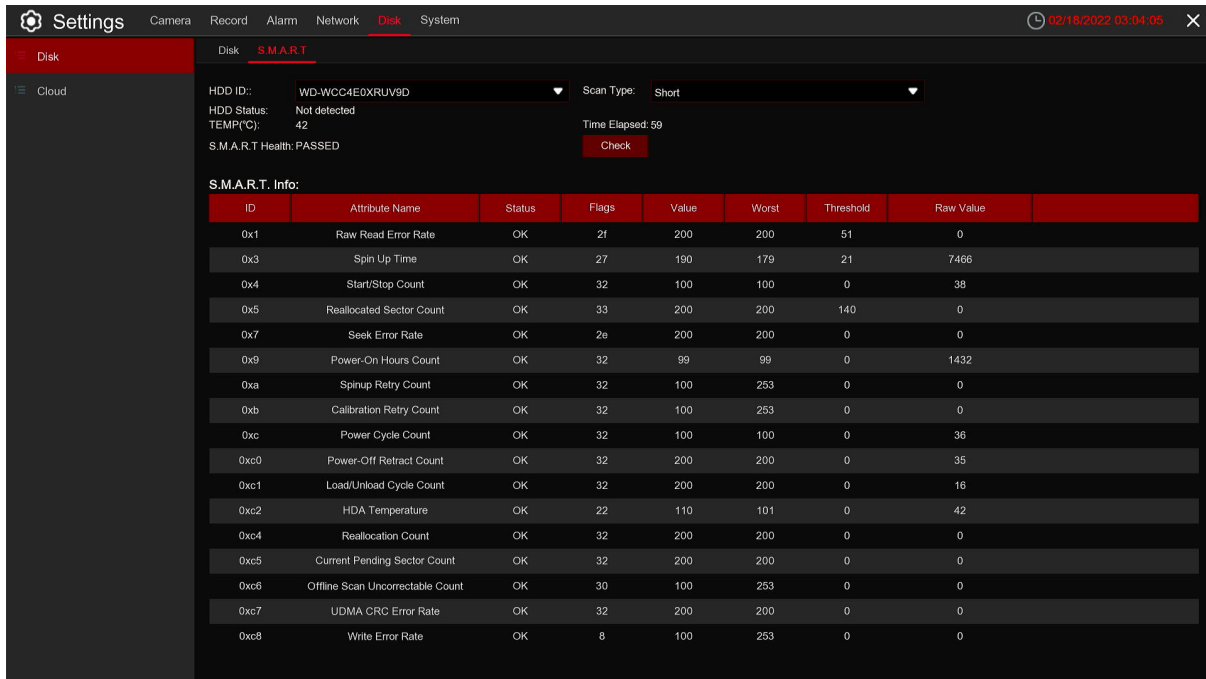 Settings Camera Record Alarm Network Disk System 02/18/2022 03:04:05
Disk
Cloud
Disk S.M.A.R.T
HDD ID:: WD-WCC4E0XRUV9D Scan Type: Short
HDD Status: Not detected
TEMP(℃): 42 Time Elapsed: 59
S.M.A.R.T Health: PASSED Check
S.M.A.R.T. Info:
ID Attribute Name Status Flags Value Worst Threshold Raw Value
0x1 Raw Read Error Rate OK 2f 200 200 51 0
0x3 Spin Up Time OK 27 190 179 21 7466
0x4 Start/Stop Count OK 32 100 100 0 38
0x5 Reallocated Sector Count OK 33 200 200 140 0
0x7 Seek Error Rate OK 2e 200 200 0 0
0x9 Power-On Hours Count OK 32 99 99 0 1432
0xa Spinup Retry Count OK 32 100 253 0 0
0xb Calibration Retry Count OK 32 100 253 0 0
0xc Power Cycle Count OK 32 100 100 0 36
0xc0 Power-Off Retract Count OK 32 200 200 0 35
0xc1 Load/Unload Cycle Count OK 32 200 200 0 16
0xc2 HDA Temperature OK 22 110 101 0 42
0xc4 Reallocation Count OK 32 200 200 0 0
0xc5 Current Pending Sector Count OK 32 200 200 0 0
0xc6 Offline Scan Uncorrectable Count OK 30 100 253 0 0
0xc7 UDMA CRC Error Rate OK 32 200 200 0 0
0xc8 Write Error Rate OK 8 100 253 0 0